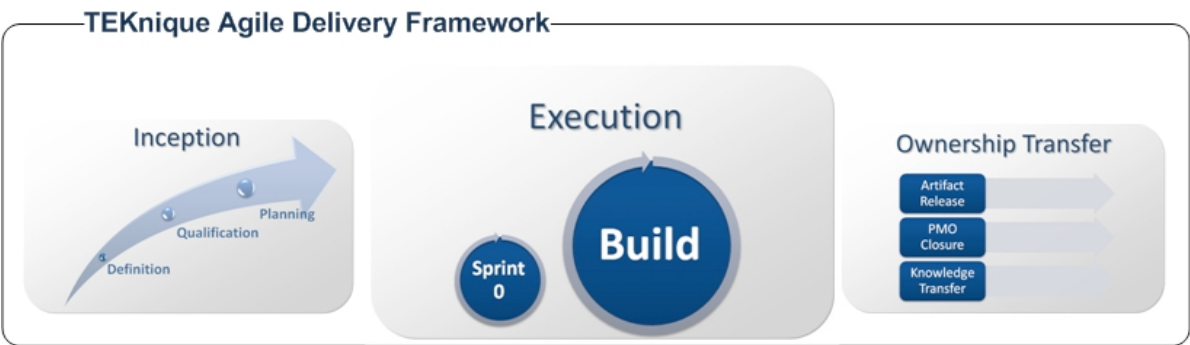 TEKnique Agile Delivery Framework
Inception
Planning
Qualification
Definition
Execution
Sprint
0
Build
Ownership Transfer
Artifact
Release
PMO
Closure
Knowledge
Transfer